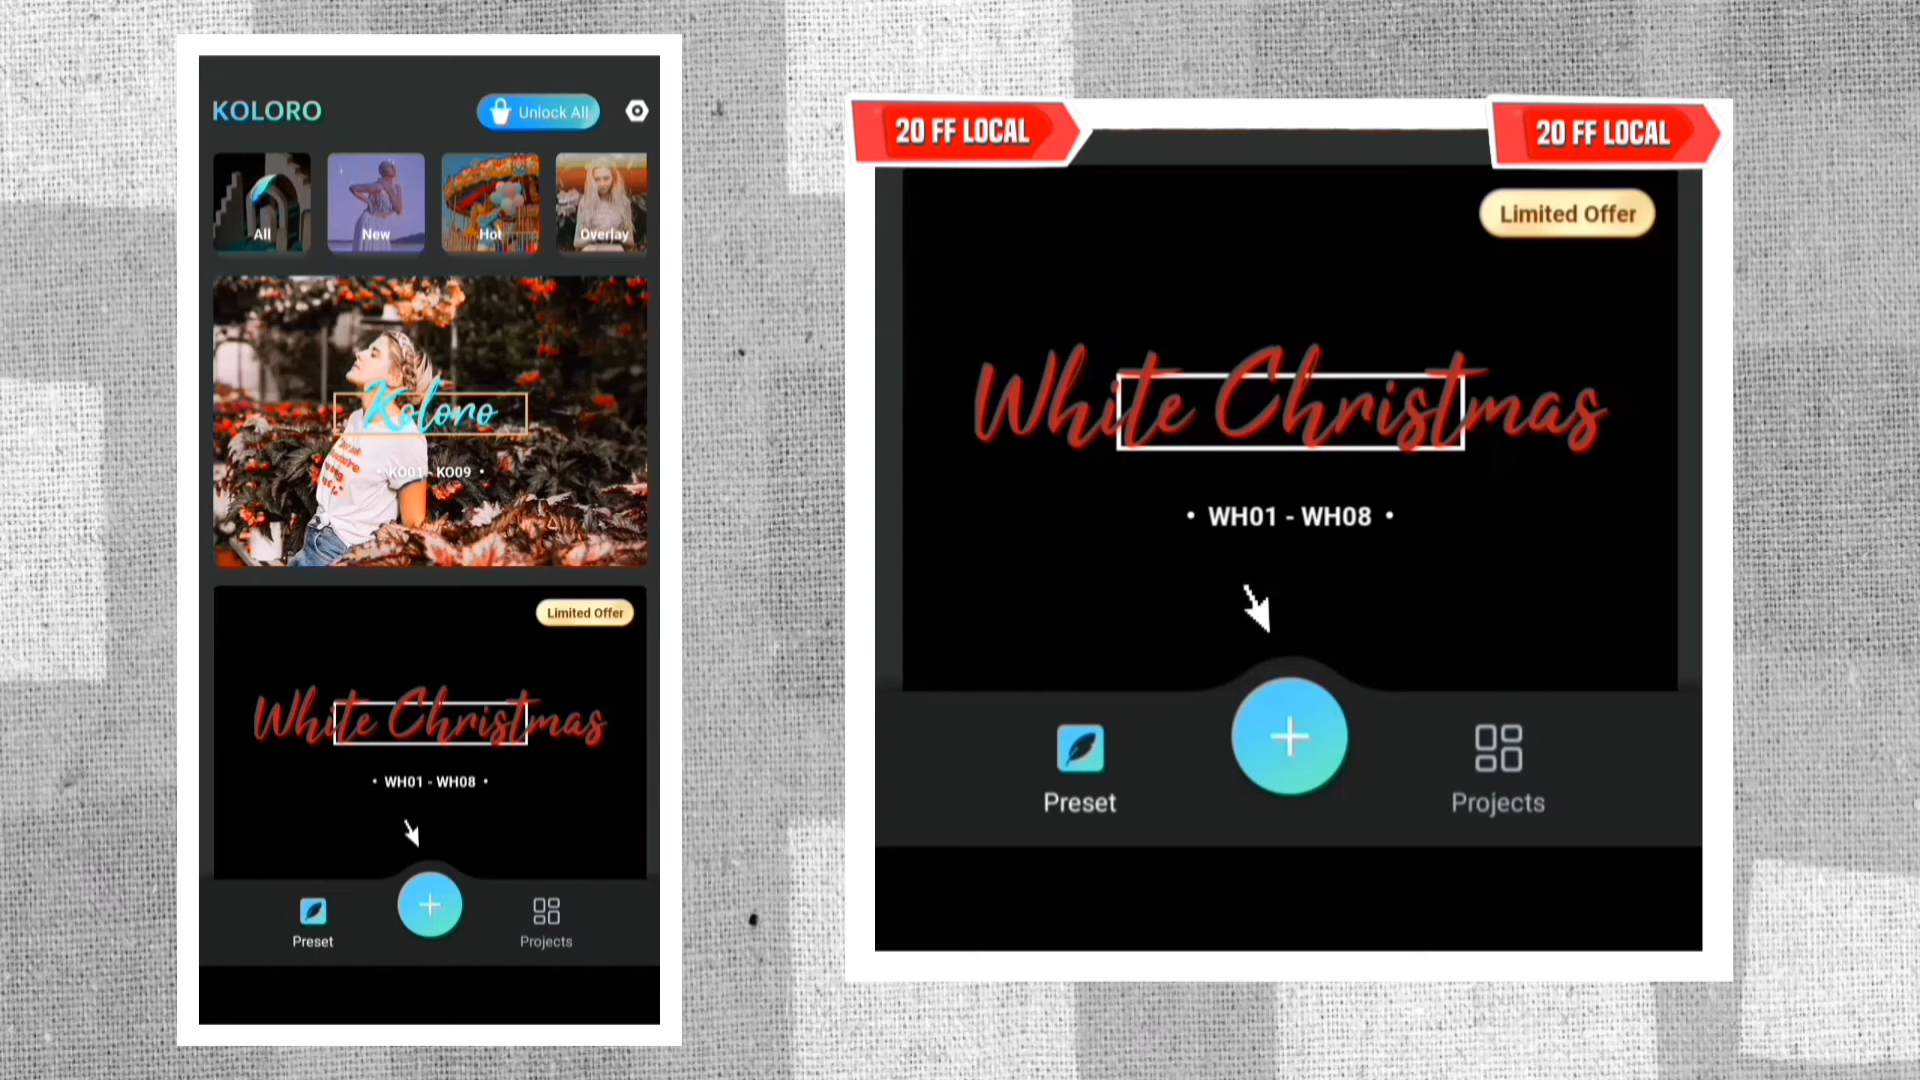 KOLORO
Unlock All
All
New
Hot
Overlay
Koloro
• KO01 - KO09 •
Limited Offer
White Christmas
• WH01 - WH08 •
Preset
Projects
20 FF LOCAL
20 FF LOCAL
Limited Offer
White Christmas
• WH01 - WH08 •
Preset
Projects